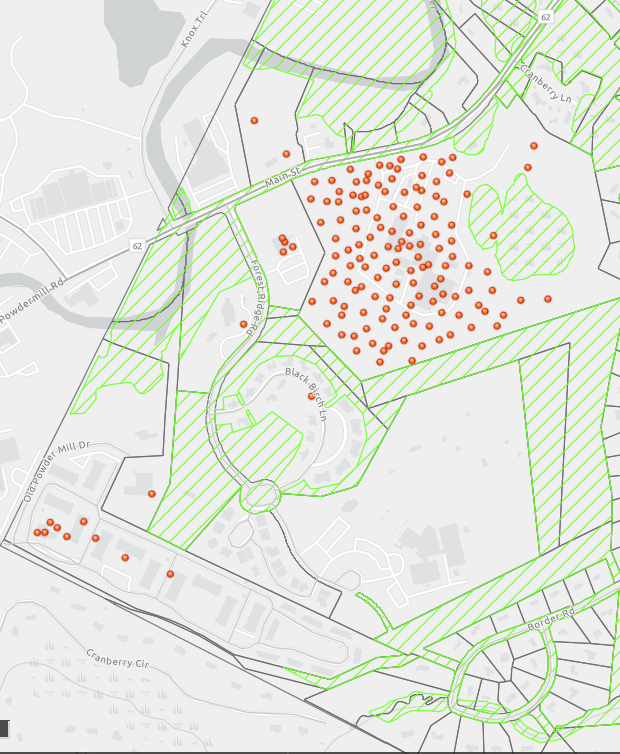 Knox Trl
62
Cranberry Ln
Main St
62
Powdermill Rd
Forest Ridge Rd
Black Birch Ln
Old Powder Mill Dr
Border Rd
Cranberry Cir